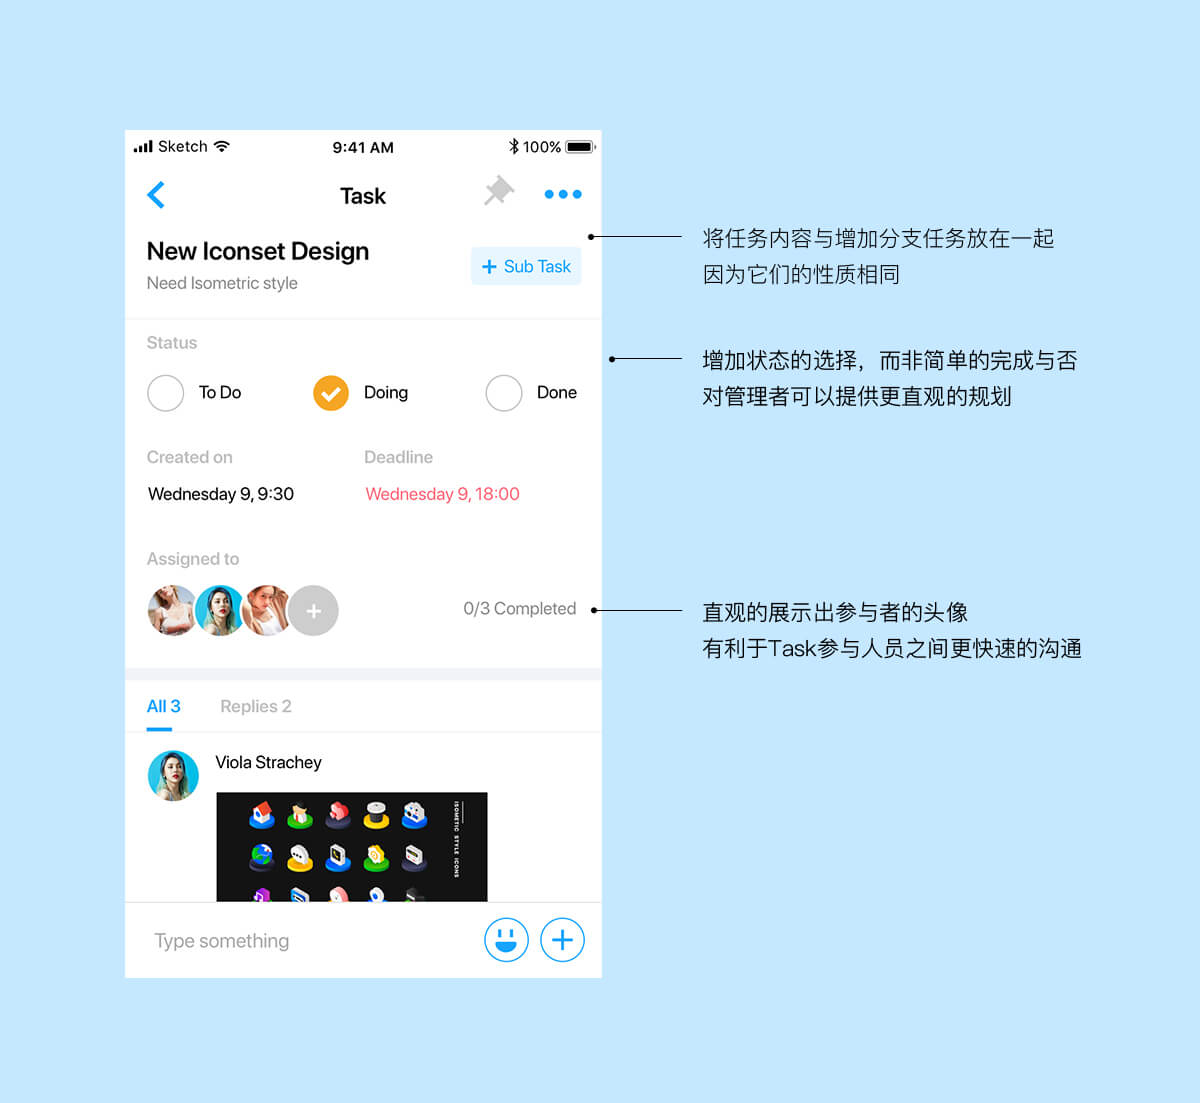 Sketch 9:41 AM 100%
Task
New Iconset Design
Need Isometric style
+ Sub Task
将任务内容与增加分支任务放在一起
因为它们的性质相同
Status
To Do Doing Done
增加状态的选择，而非简单的完成与否
对管理者可以提供更直观的规划
Created on Deadline
Wednesday 9, 9:30 Wednesday 9, 18:00
Assigned to
0/3 Completed
直观的展示出参与者的头像
有利于Task参与人员之间更快速的沟通
All 3 Replies 2
Viola Strachey
ISOMETIC STYLE ICONS
Type something